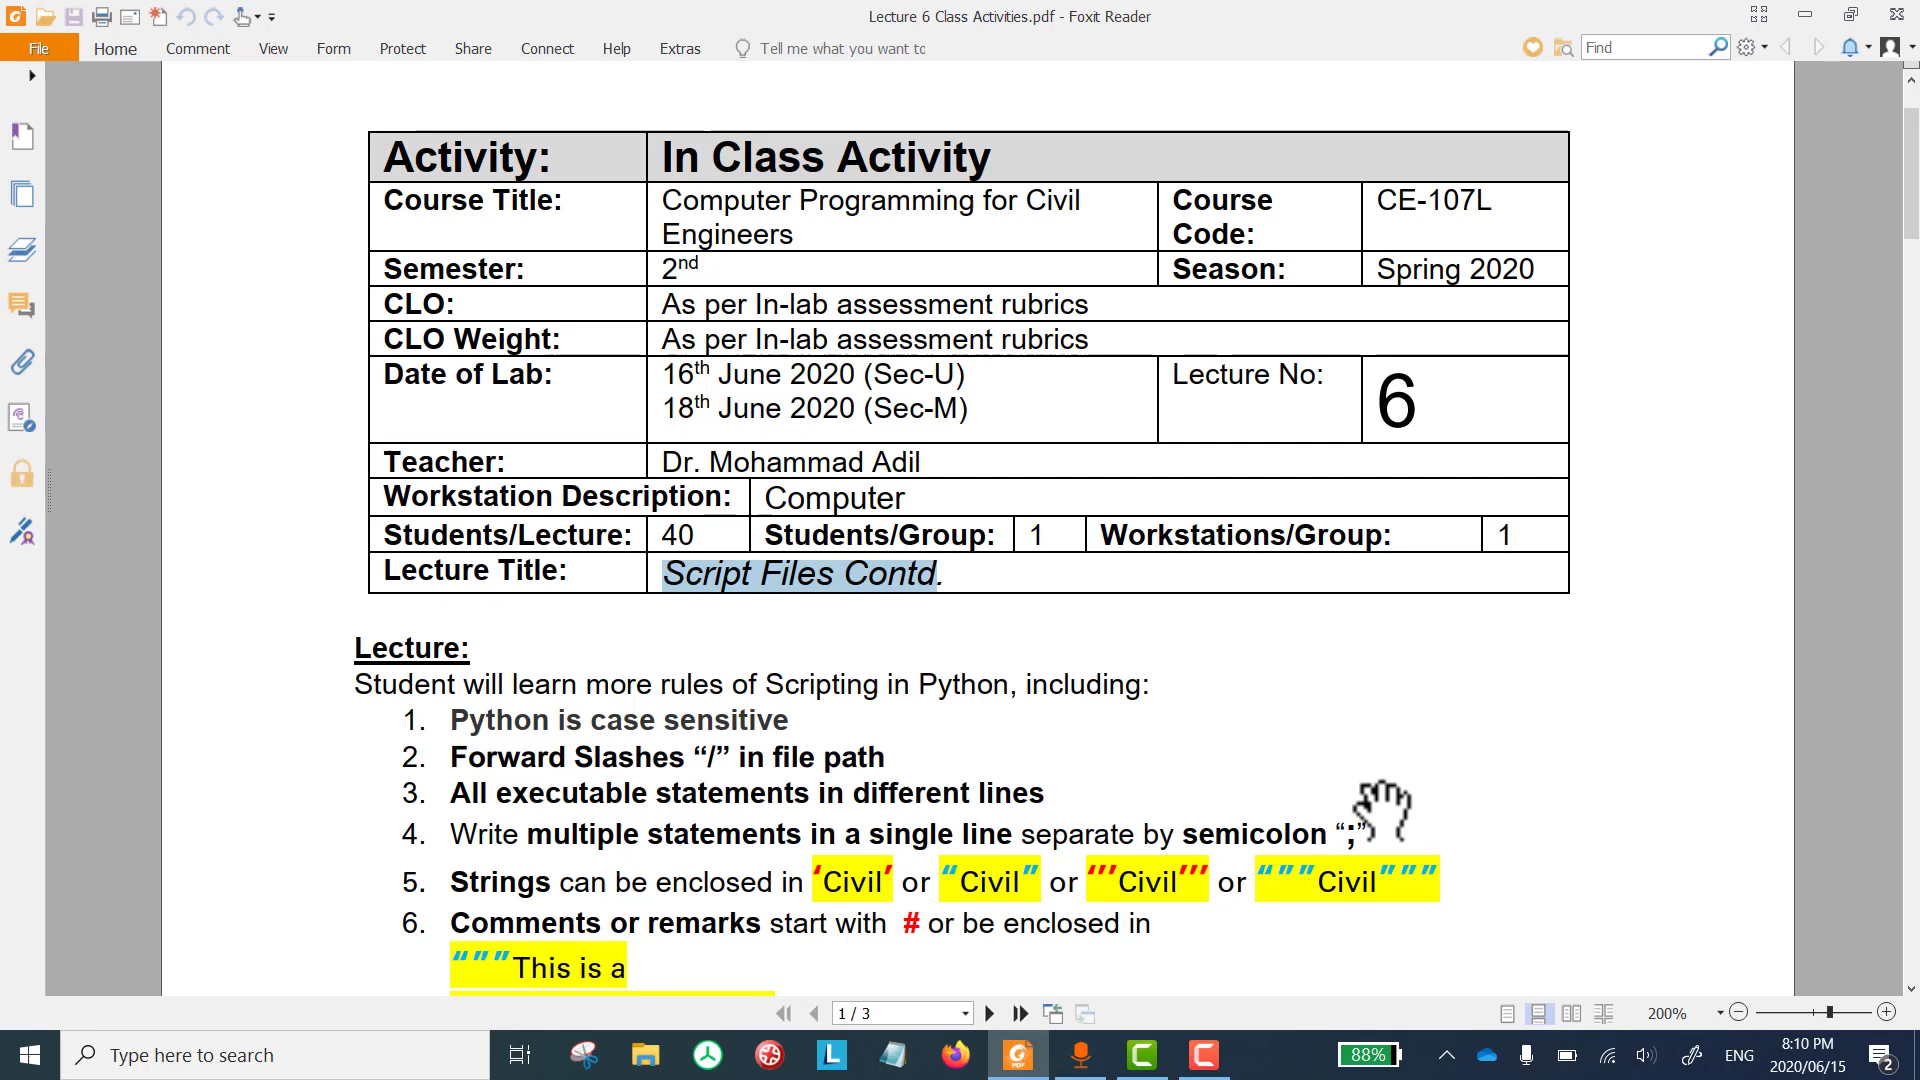 Lecture 6 Class Activities.pdf - Foxit Reader
File Home Comment View Form Protect Share Connect Help Extras Tell me what you want to Find
Activity: In Class Activity
Course Title: Computer Programming for Civil Engineers Course Code: CE-107L
Semester: 2nd Season: Spring 2020
CLO: As per In-lab assessment rubrics
CLO Weight: As per In-lab assessment rubrics
Date of Lab: 16th June 2020 (Sec-U) Lecture No: 6
18th June 2020 (Sec-M)
Teacher: Dr. Mohammad Adil
Workstation Description: Computer
Students/Lecture: 40 Students/Group: 1 Workstations/Group: 1
Lecture Title: Script Files Contd.
Lecture:
Student will learn more rules of Scripting in Python, including:
1. Python is case sensitive
2. Forward Slashes “/” in file path
3. All executable statements in different lines
4. Write multiple statements in a single line separate by semicolon “;”
5. Strings can be enclosed in ‘Civil’ or “Civil” or ‘’’Civil’’’ or “””Civil”””
6. Comments or remarks start with # or be enclosed in
“””This is a
1 / 3 200%
Type here to search L PDF C C 88% ENG 8:10 PM
2020/06/15 2